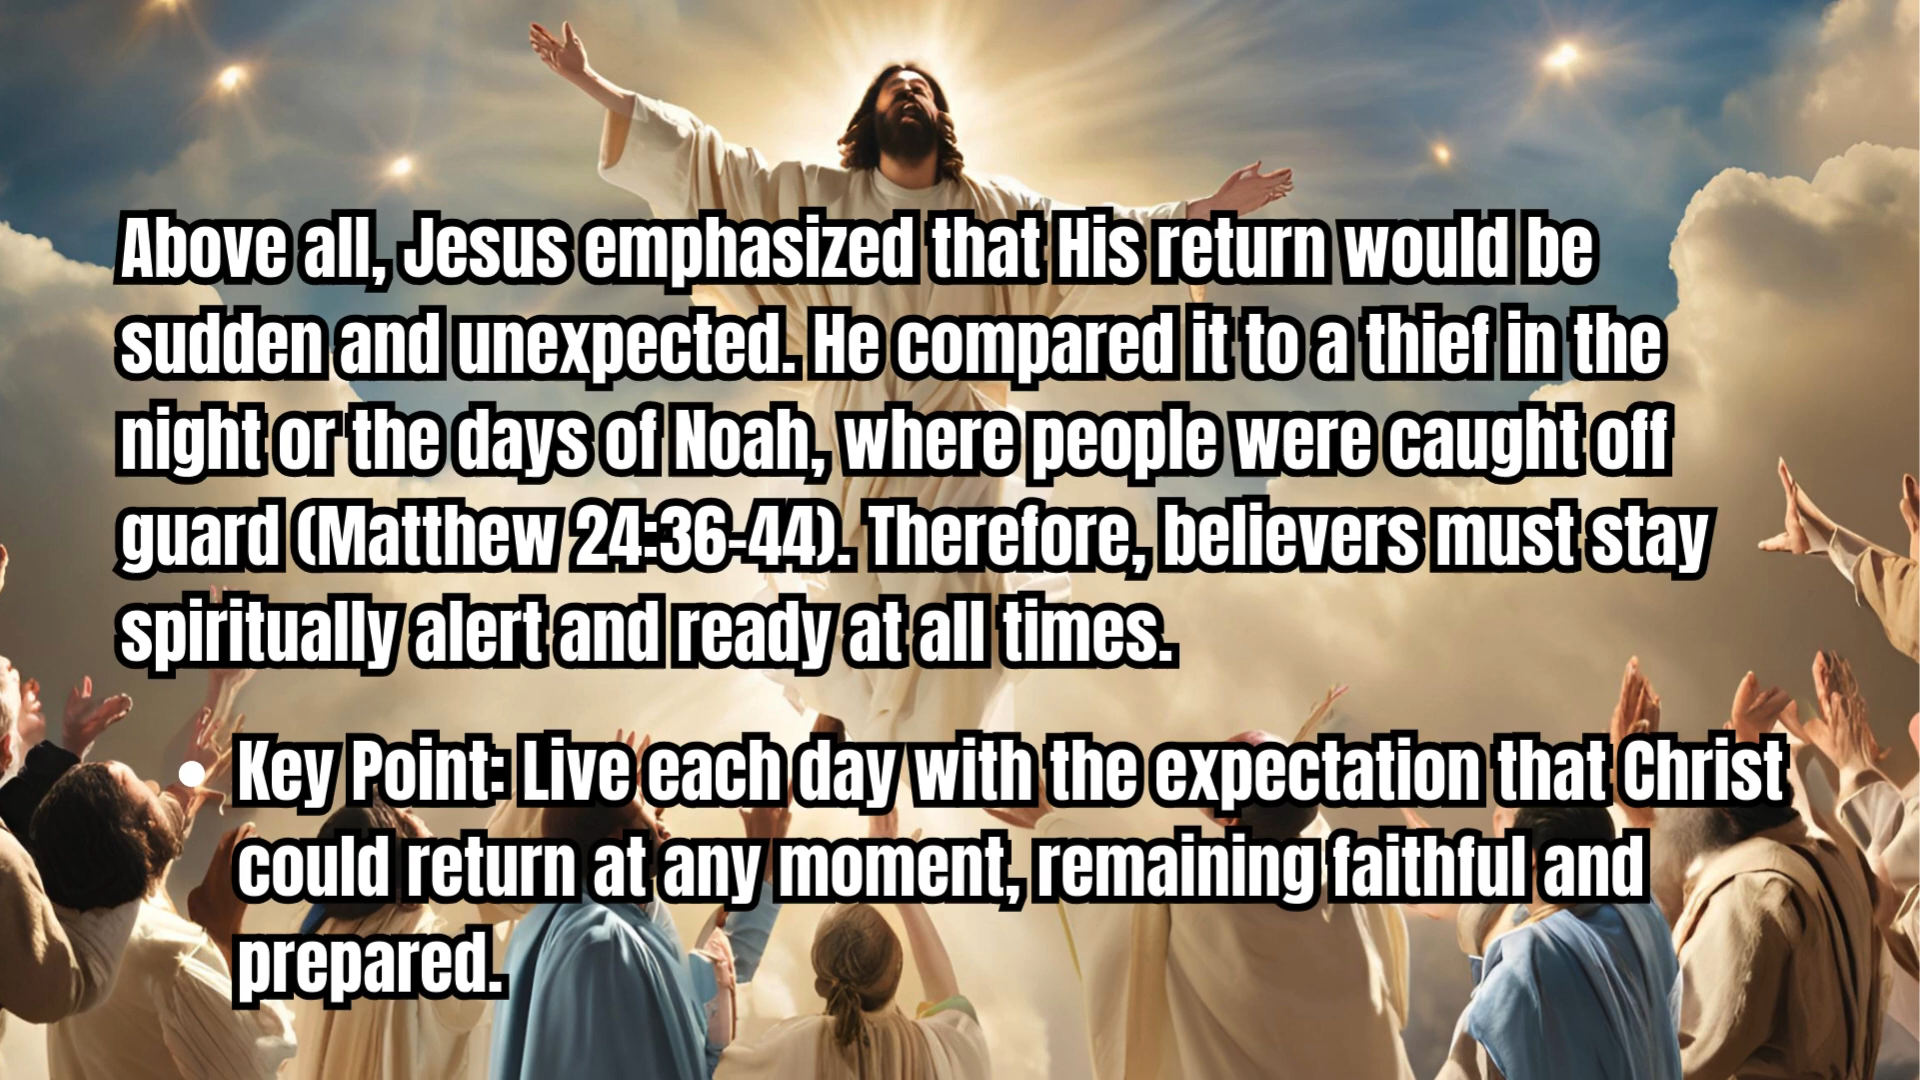 Above all, Jesus emphasized that His return would be
sudden and unexpected. He compared it to a thief in the
night or the days of Noah, where people were caught off
guard (Matthew 24:36-44). Therefore, believers must stay
spiritually alert and ready at all times.
• Key Point: Live each day with the expectation that Christ
could return at any moment, remaining faithful and
prepared.